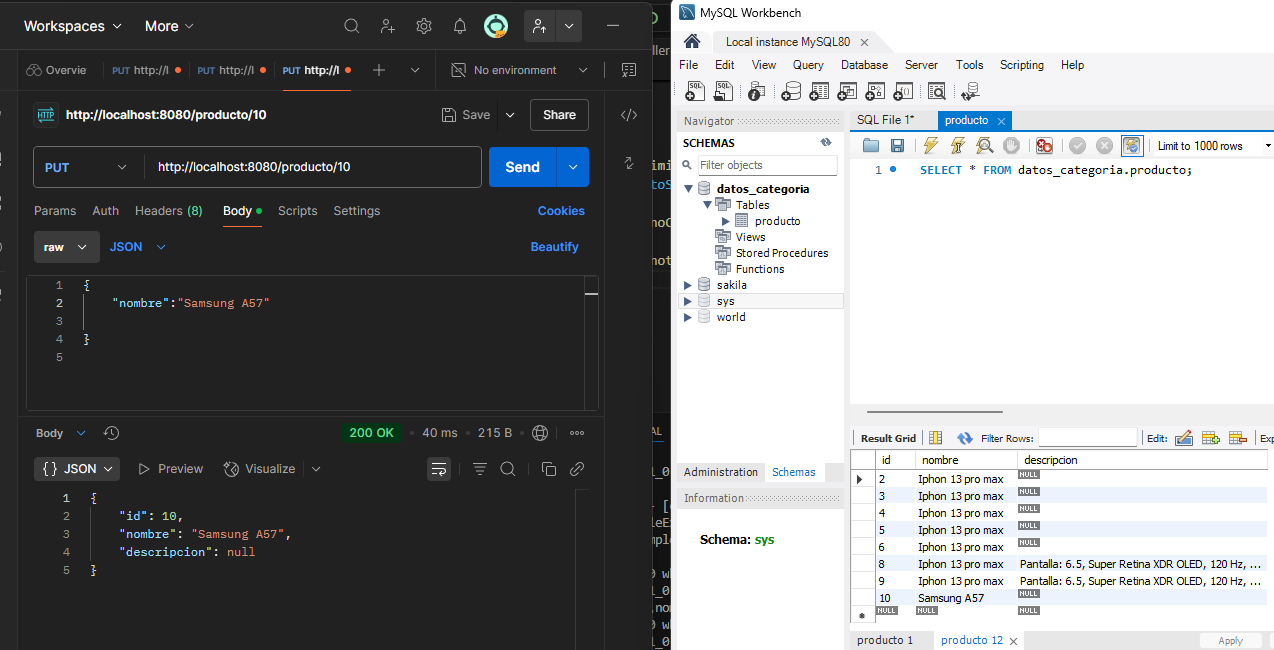 Workspaces More
Overvie PUT http://l PUT http://l PUT http://l No environment
HTTP http://localhost:8080/producto/10 Save Share
PUT http://localhost:8080/producto/10 Send
Params Auth Headers (8) Body Scripts Settings Cookies
raw JSON Beautify
1 {
2 "nombre":"Samsung A57"
3
4 }
5
Body 200 OK 40 ms 215 B
{} JSON Preview Visualize
1 {
2 "id": 10,
3 "nombre": "Samsung A57",
4 "descripcion": null
5 }
MySQL Workbench
Local instance MySQL80
File Edit View Query Database Server Tools Scripting Help
Navigator
SCHEMAS
Filter objects
datos_categoria
Tables
producto
Views
Stored Procedures
Functions
sakila
sys
world
Administration Schemas
Information
Schema: sys
SQL File 1* producto
Limit to 1000 rows
1 SELECT * FROM datos_categoria.producto;
Result Grid Filter Rows: Edit: Exp
id nombre descripcion
2 Iphon 13 pro max NULL
3 Iphon 13 pro max NULL
4 Iphon 13 pro max NULL
5 Iphon 13 pro max NULL
6 Iphon 13 pro max NULL
8 Iphon 13 pro max Pantalla: 6.5, Super Retina XDR OLED, 120 Hz, ...
9 Iphon 13 pro max Pantalla: 6.5, Super Retina XDR OLED, 120 Hz, ...
10 Samsung A57 NULL
NULL NULL NULL
producto 1 producto 12 Apply